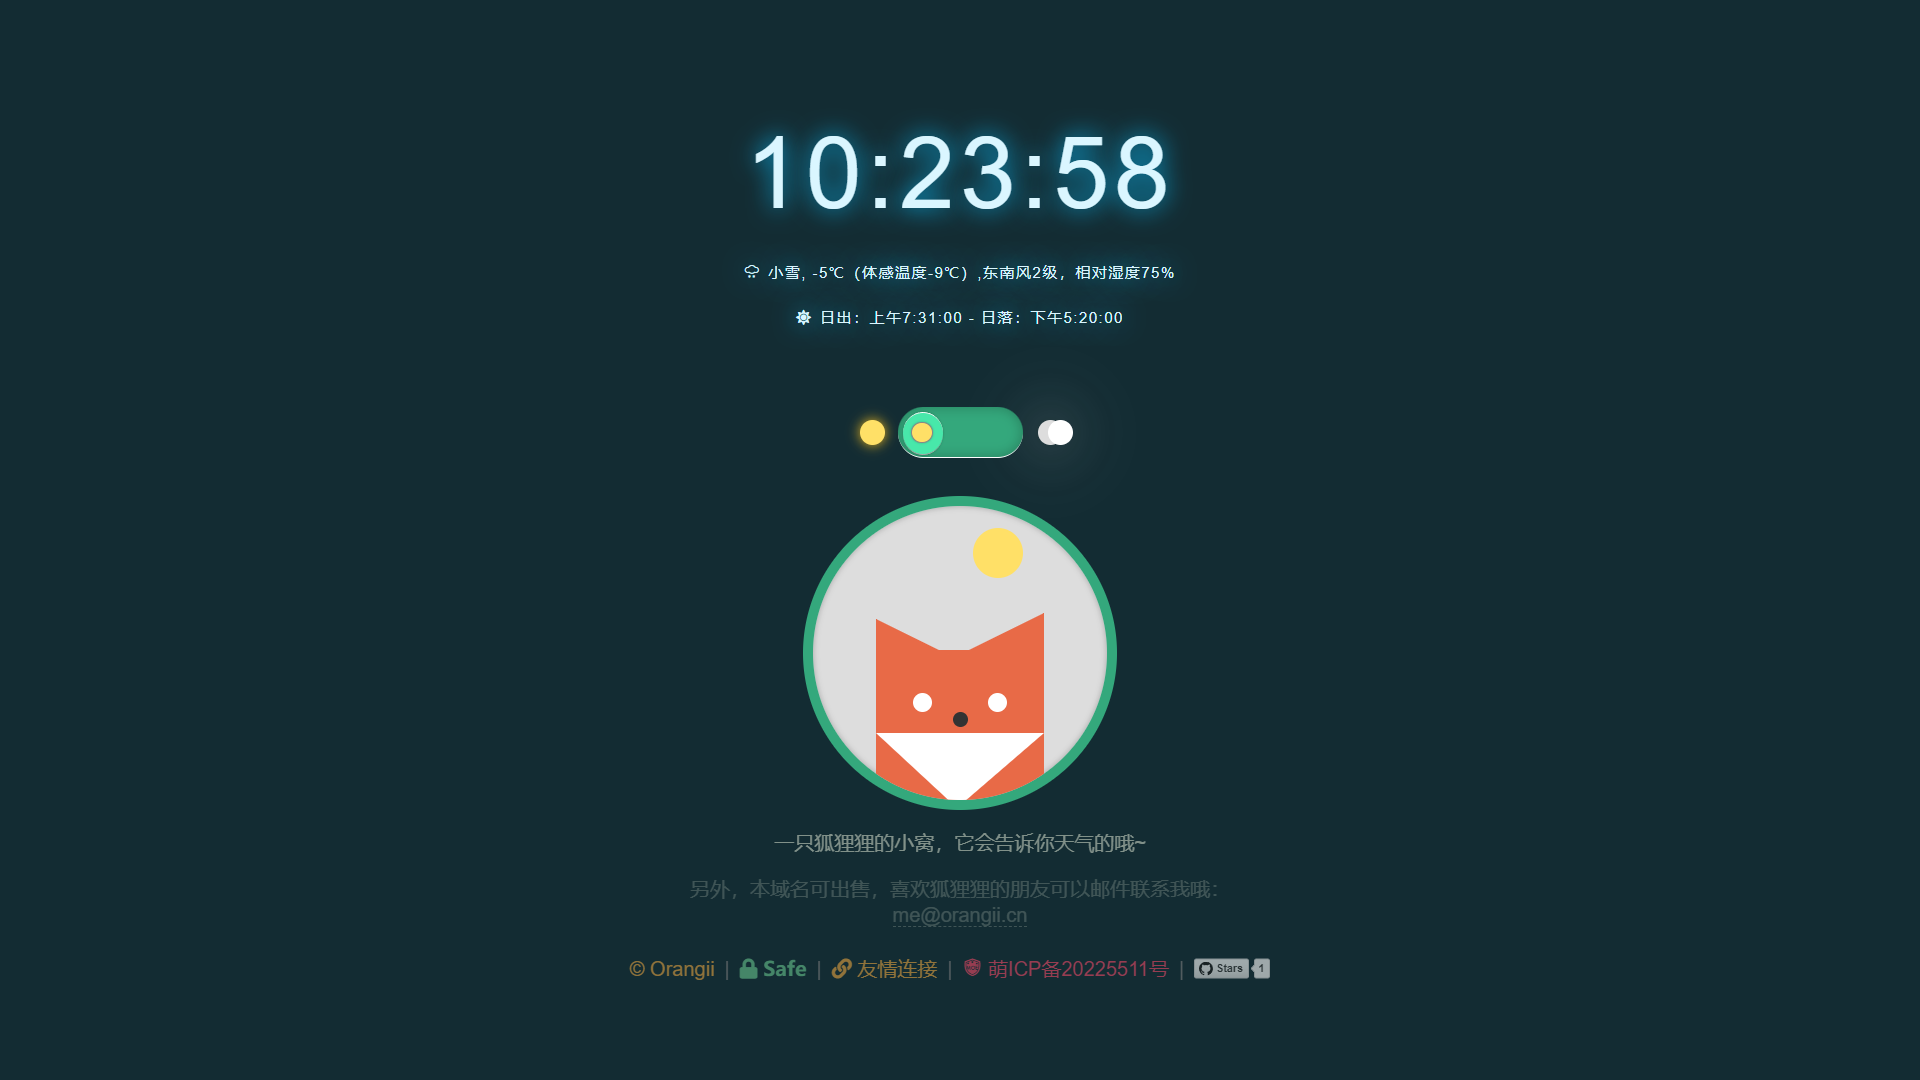 10:23:58
小雪, -5℃（体感温度-9℃）,东南风2级，相对湿度75%
日出：上午7:31:00 - 日落：下午5:20:00
一只狐狸狸的小窝，它会告诉你天气的哦~
另外，本域名可出售，喜欢狐狸狸的朋友可以邮件联系我哦：
me@orangii.cn
© Orangii | Safe | 友情连接 | 萌ICP备20225511号 | Stars 1